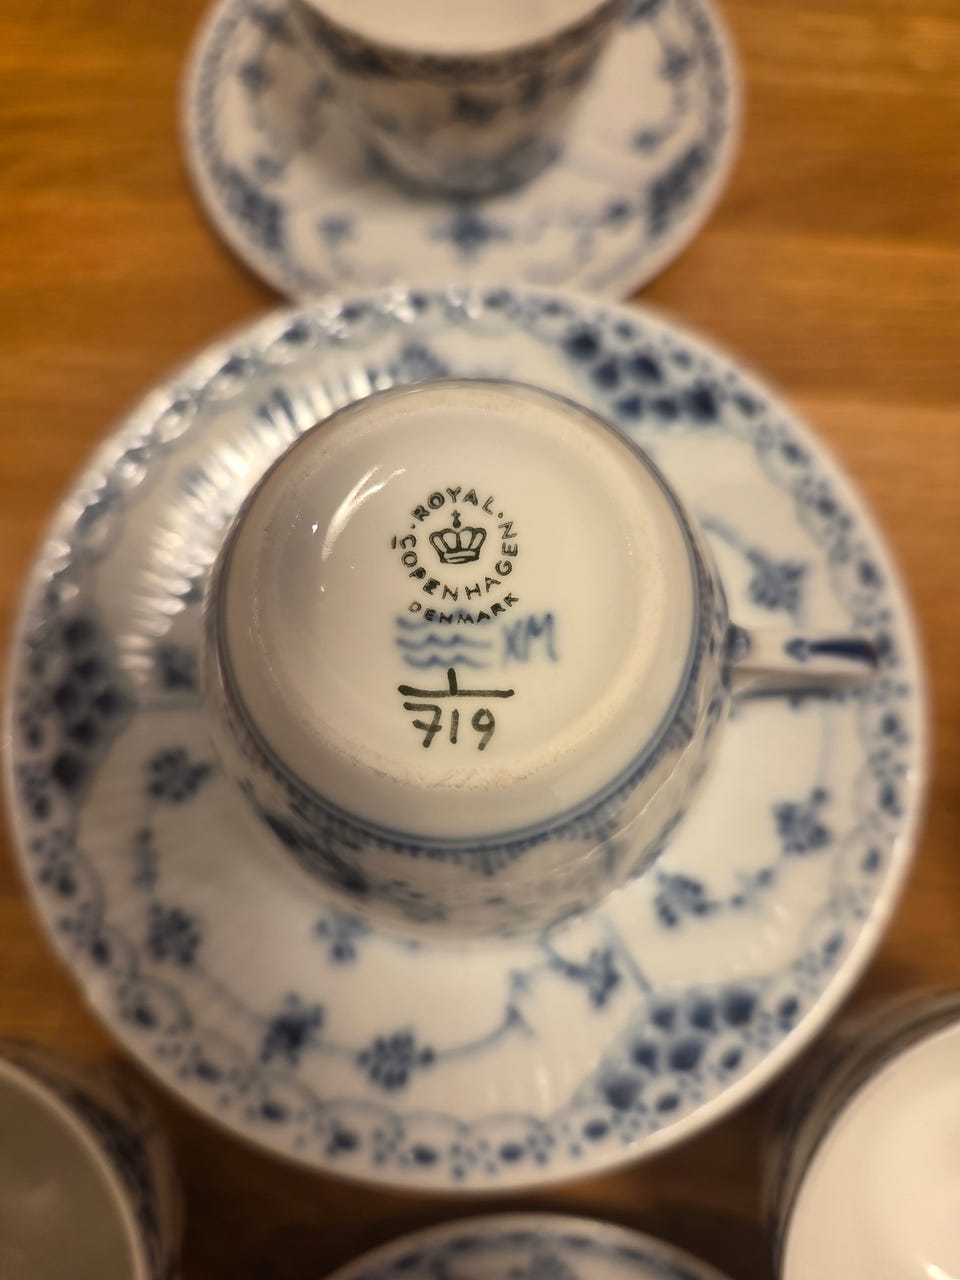 ROYAL
COPENHAGEN
DENMARK
XM
1
719